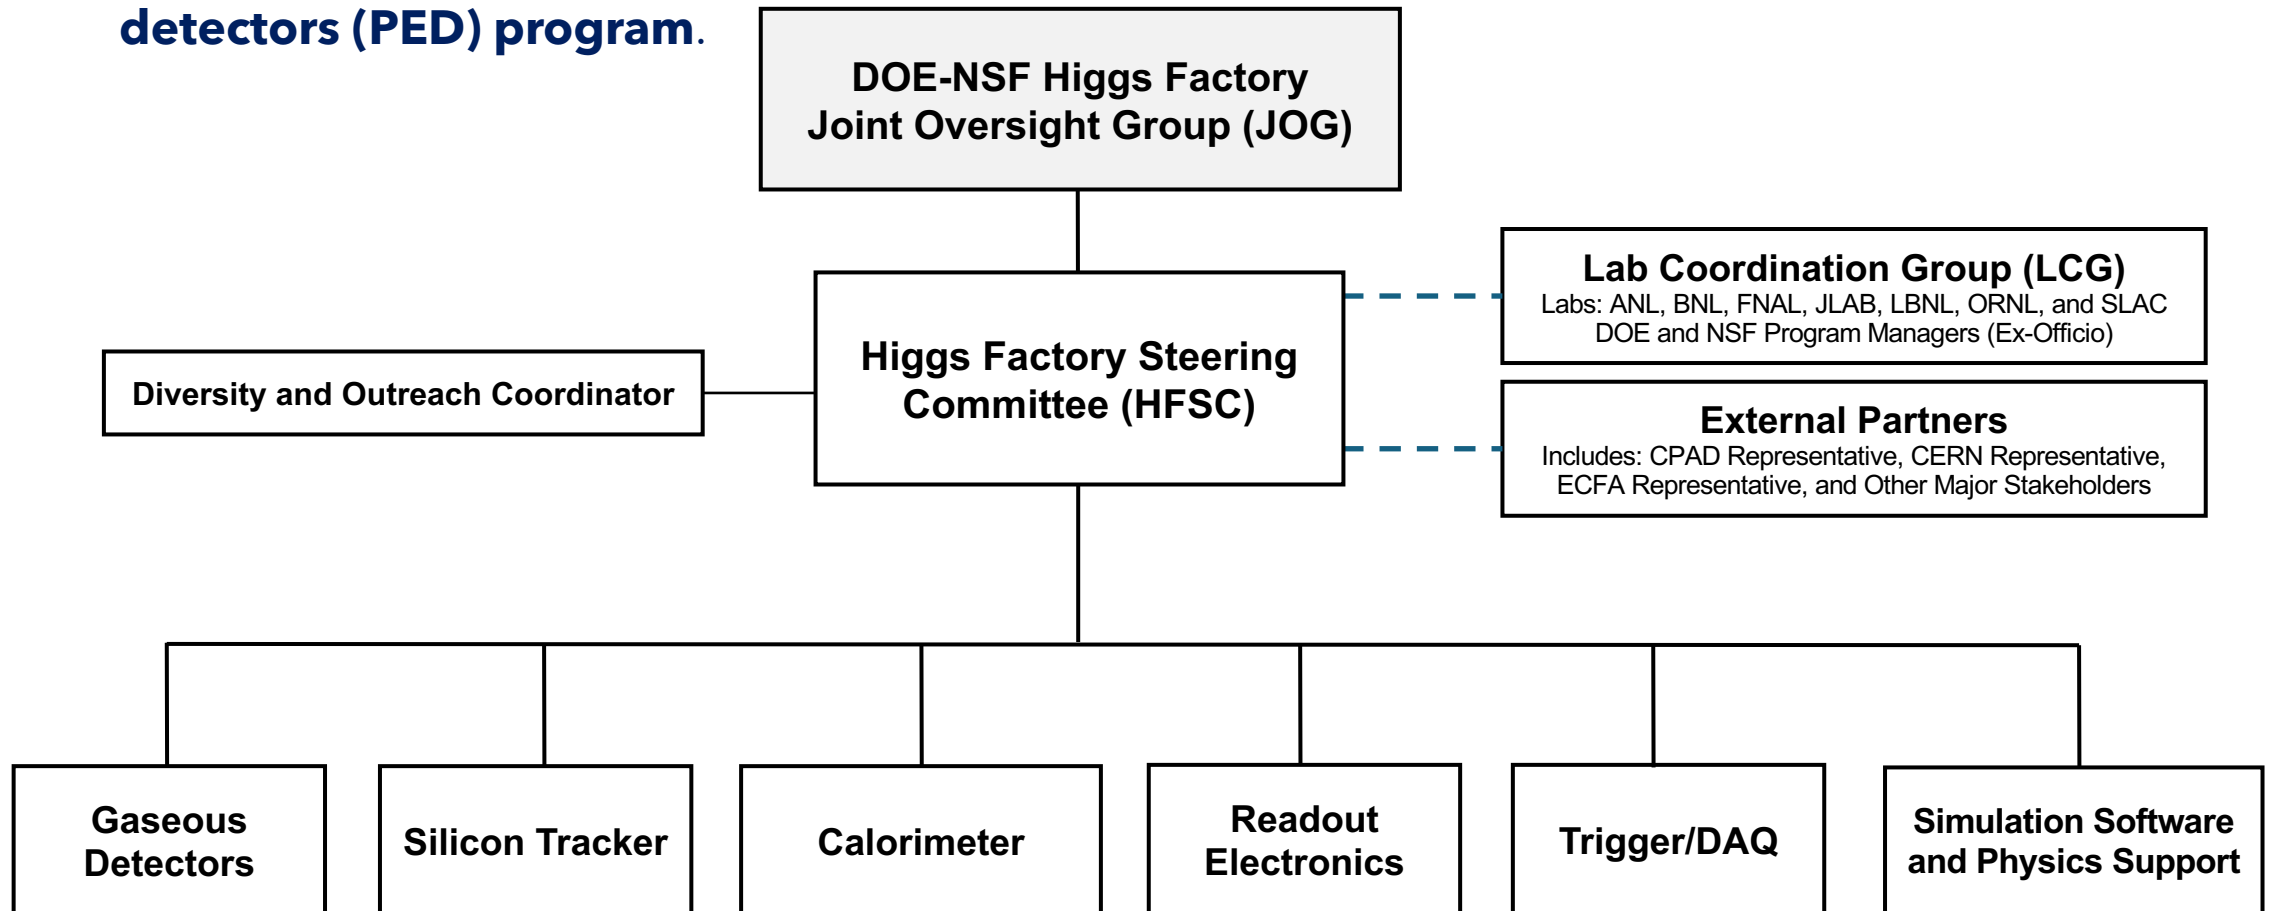 detectors (PED) program.
DOE-NSF Higgs Factory
Joint Oversight Group (JOG)
Lab Coordination Group (LCG)
Labs: ANL, BNL, FNAL, JLAB, LBNL, ORNL, and SLAC
DOE and NSF Program Managers (Ex-Officio)
Higgs Factory Steering
Committee (HFSC)
Diversity and Outreach Coordinator
External Partners
Includes: CPAD Representative, CERN Representative,
ECFA Representative, and Other Major Stakeholders
Gaseous
Detectors
Silicon Tracker
Calorimeter
Readout
Electronics
Trigger/DAQ
Simulation Software
and Physics Support